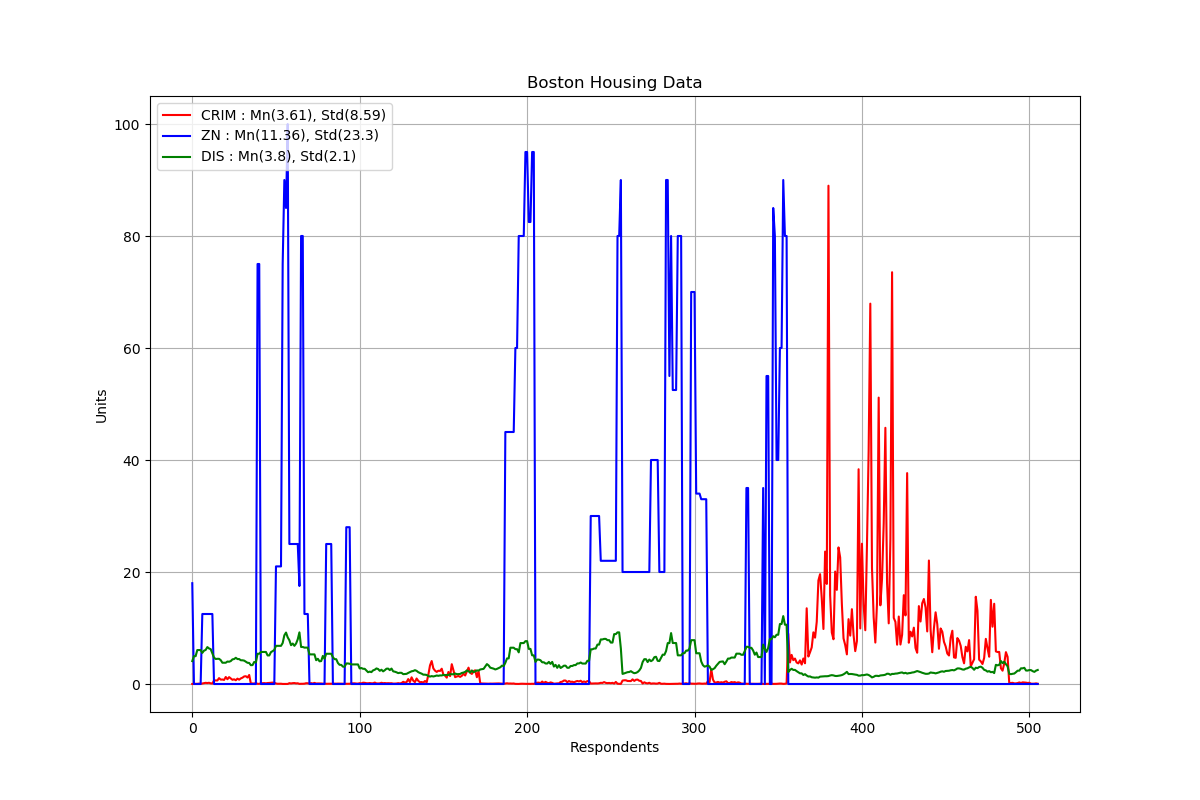 Boston Housing Data
CRIM : Mn(3.61), Std(8.59)
ZN : Mn(11.36), Std(23.3)
DIS : Mn(3.8), Std(2.1)
100
80
60
40
20
0
Units
0 100 200 300 400 500
Respondents